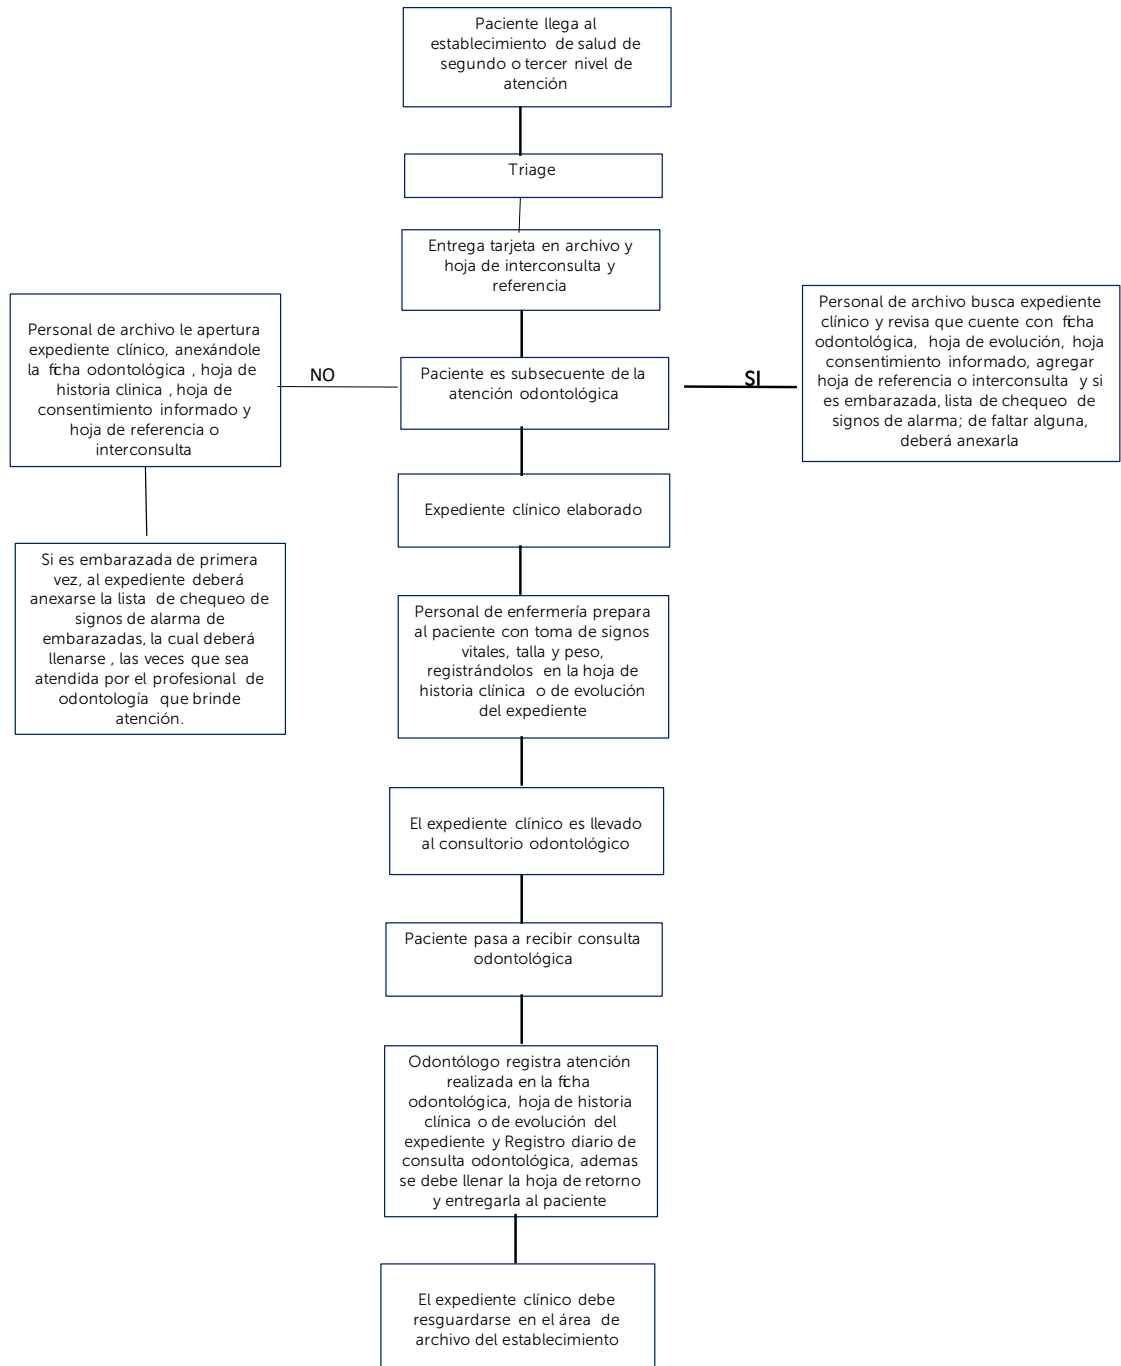 Paciente llega al
establecimiento de salud de
segundo o tercer nivel de
atención
Triage
Entrega tarjeta en archivo y
hoja de interconsulta y
referencia
Personal de archivo le apertura
expediente clínico, anexándole
la ficha odontológica , hoja de
historia clinica , hoja de
consentimiento informado y
hoja de referencia o
interconsulta
NO
Paciente es subsecuente de la
atención odontológica
SI
Personal de archivo busca expediente
clínico y revisa que cuente con ficha
odontológica, hoja de evolución, hoja
consentimiento informado, agregar
hoja de referencia o interconsulta y si
es embarazada, lista de chequeo de
signos de alarma; de faltar alguna,
deberá anexarla
Expediente clínico elaborado
Si es embarazada de primera
vez, al expediente deberá
anexarse la lista de chequeo de
signos de alarma de
embarazadas, la cual deberá
llenarse , las veces que sea
atendida por el profesional de
odontología que brinde
atención.
Personal de enfermería prepara
al paciente con toma de signos
vitales, talla y peso,
registrándolos en la hoja de
historia clínica o de evolución
del expediente
El expediente clínico es llevado
al consultorio odontológico
Paciente pasa a recibir consulta
odontológica
Odontólogo registra atención
realizada en la ficha
odontológica, hoja de historia
clínica o de evolución del
expediente y Registro diario de
consulta odontológica, ademas
se debe llenar la hoja de retorno
y entregarla al paciente
El expediente clínico debe
resguardarse en el área de
archivo del establecimiento